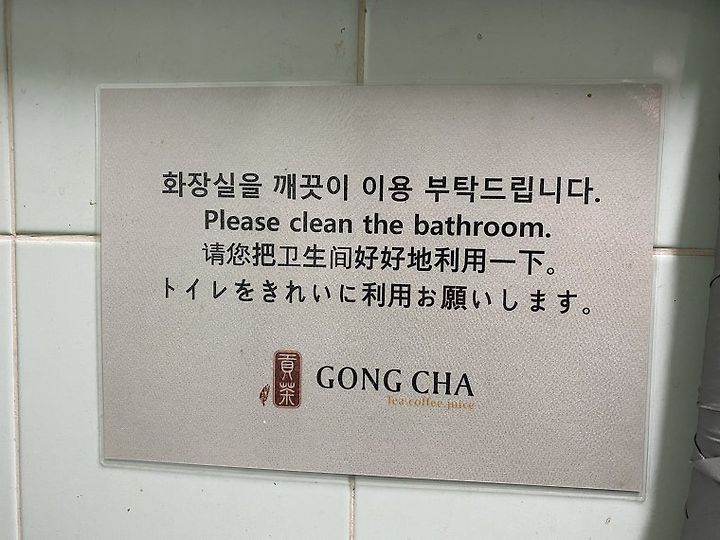 화장실을 깨끗이 이용 부탁드립니다.
Please clean the bathroom.
请您把卫生间好好地利用一下。
トイレをきれいに利用お願いします。
貢茶
GONG CHA
Tea.coffee.juice